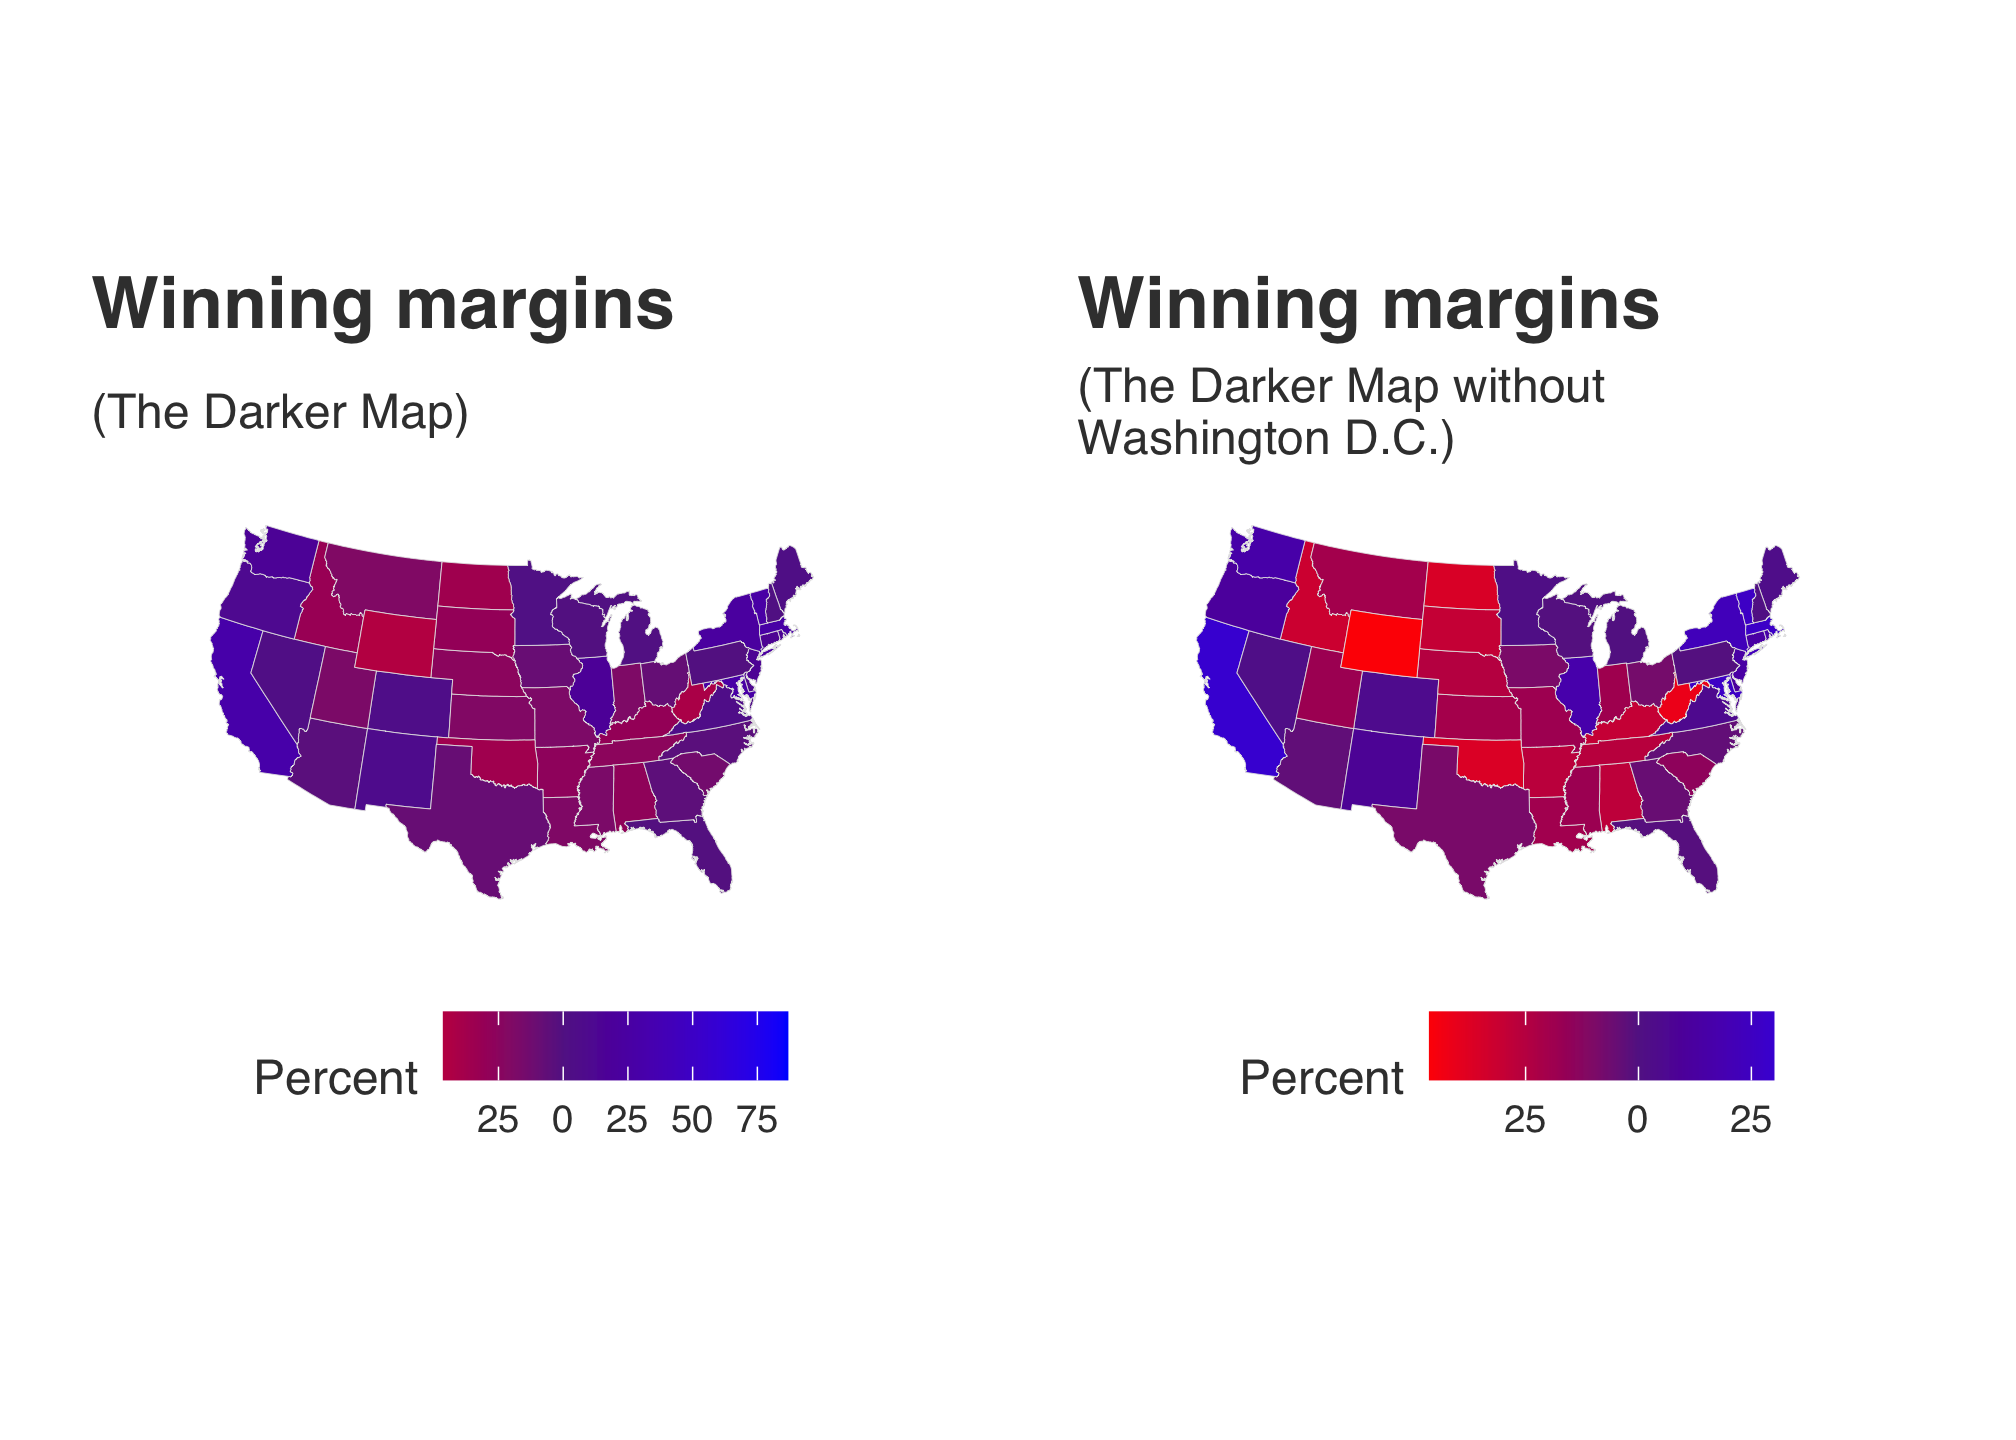 Winning margins
(The Darker Map)
Percent
25 0 25 50 75
Winning margins
(The Darker Map without
Washington D.C.)
Percent
25 0 25